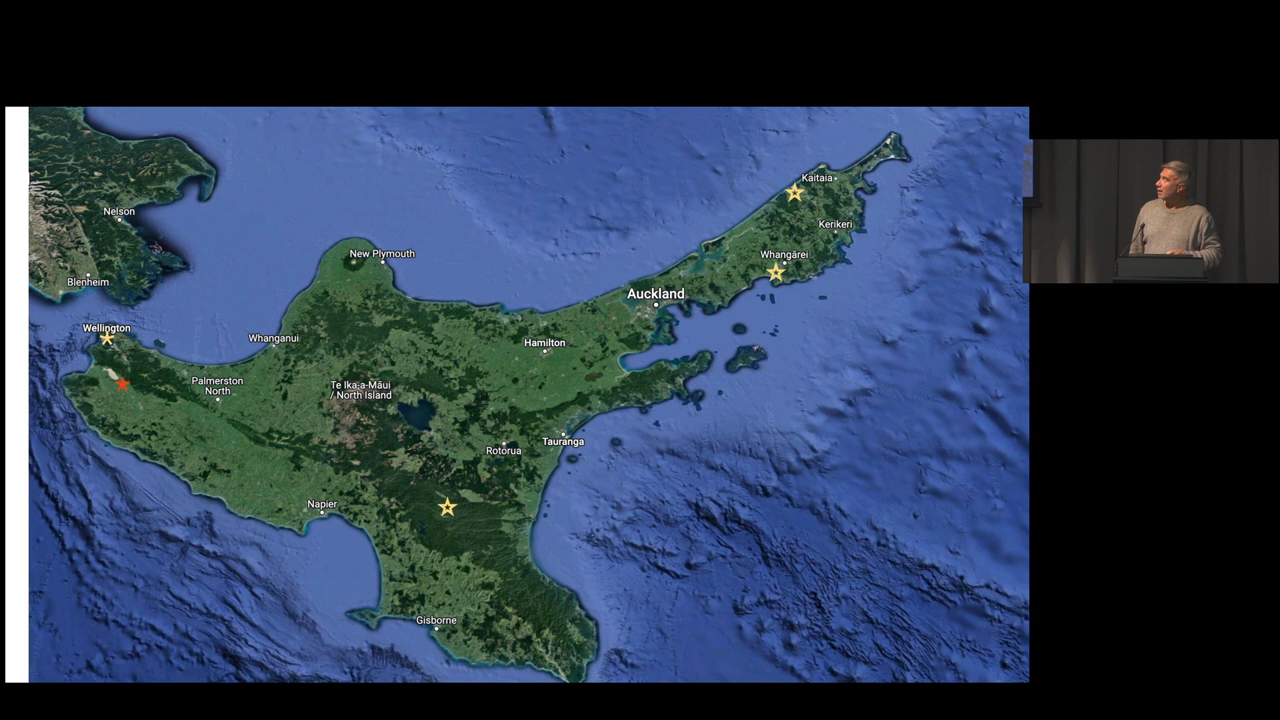 Kaitaia
Nelson
Kerikeri
New Plymouth
Whangārei
Blenheim
Auckland
Wellington
Whanganui
Hamilton
Palmerston
North
Te Ika-a-Māui
/ North Island
Tauranga
Rotorua
Napier
Gisborne